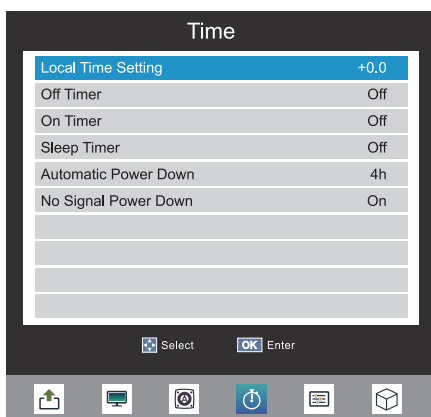 Time
Local Time Setting +0.0
Off Timer Off
On Timer Off
Sleep Timer Off
Automatic Power Down 4h
No Signal Power Down On
Select OK Enter